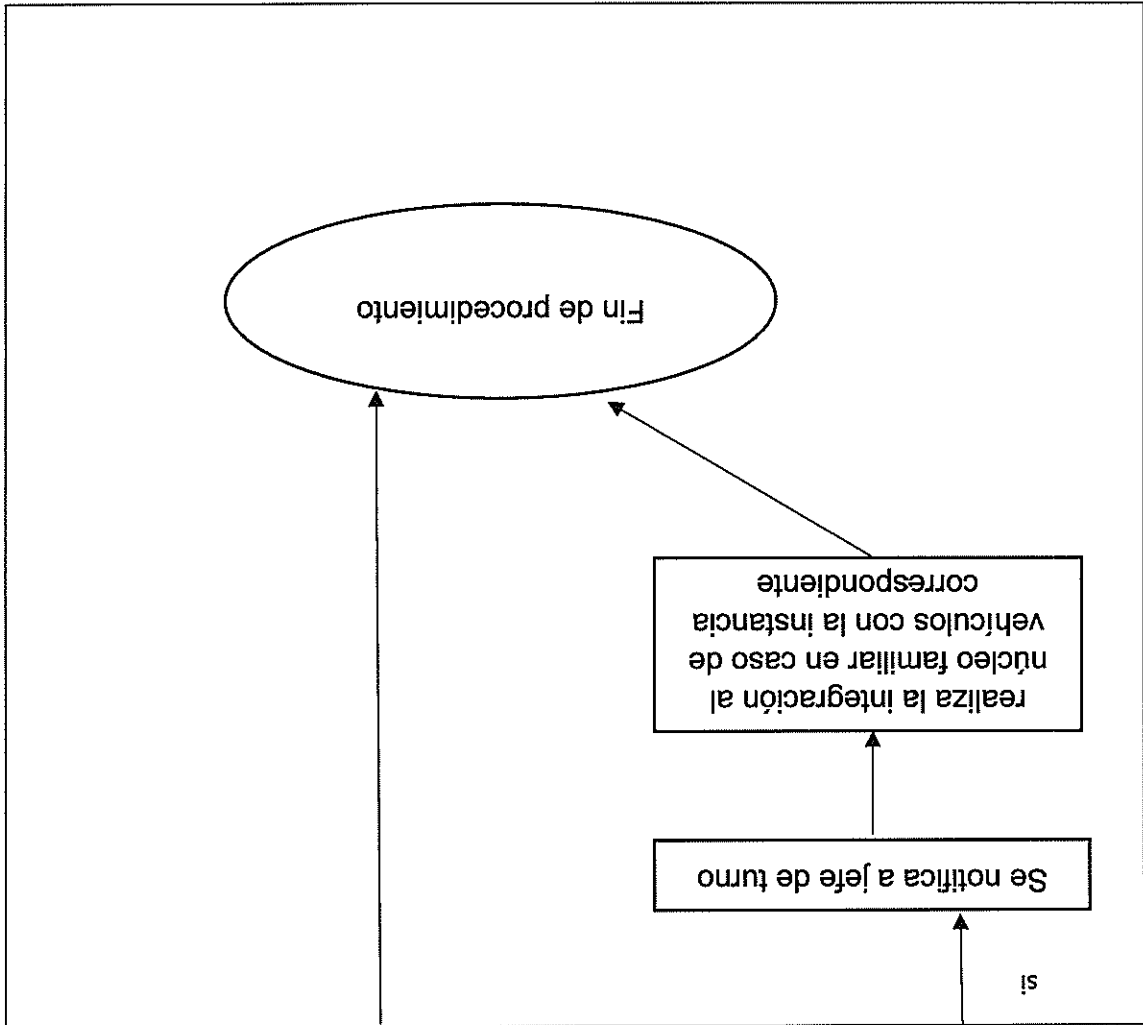 si
Se notifica a jefe de turno
realiza la integración al
núcleo familiar en caso de
vehículos con la instancia
correspondiente
Fin de procedimiento